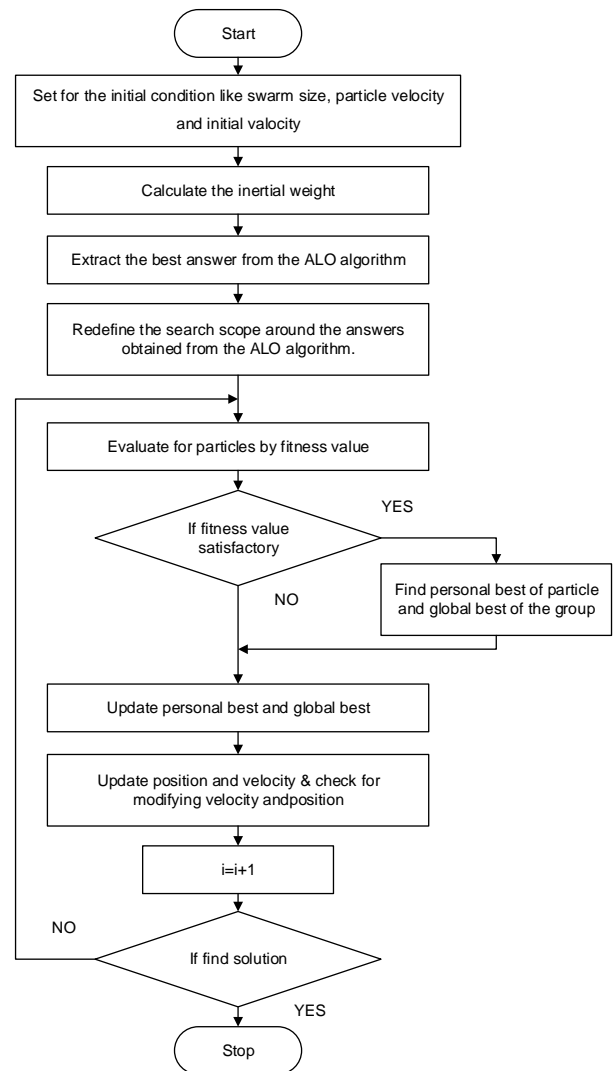 Start
Set for the initial condition like swarm size, particle velocity
and initial valocity
Calculate the inertial weight
Extract the best answer from the ALO algorithm
Redefine the search scope around the answers
obtained from the ALO algorithm.
Evaluate for particles by fitness value
If fitness value
satisfactory
YES
Find personal best of particle
and global best of the group
NO
Update personal best and global best
Update position and velocity & check for
modifying velocity andposition
i=i+1
NO
If find solution
YES
Stop